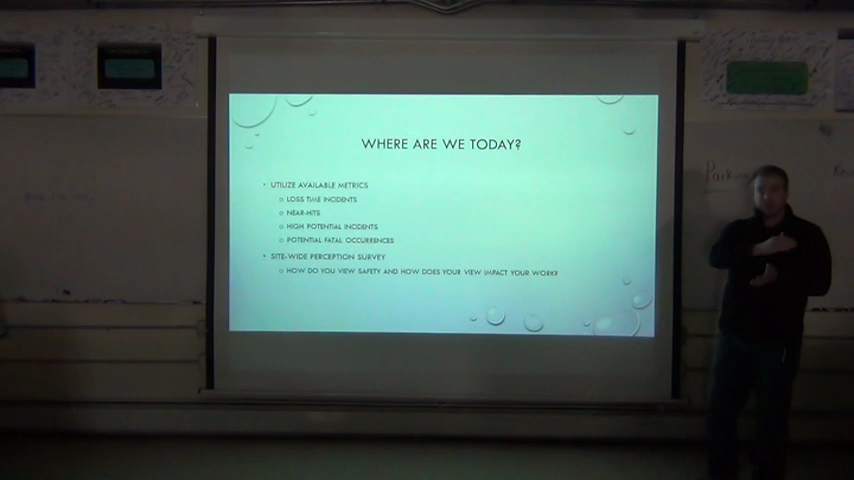 WHERE ARE WE TODAY?
• UTILIZE AVAILABLE METRICS
o LOSS TIME INCIDENTS
o NEAR-HITS
o HIGH POTENTIAL INCIDENTS
o POTENTIAL FATAL OCCURRENCES
• SITE-WIDE PERCEPTION SURVEY
o HOW DO YOU VIEW SAFETY AND HOW DOES YOUR VIEW IMPACT YOUR WORK?